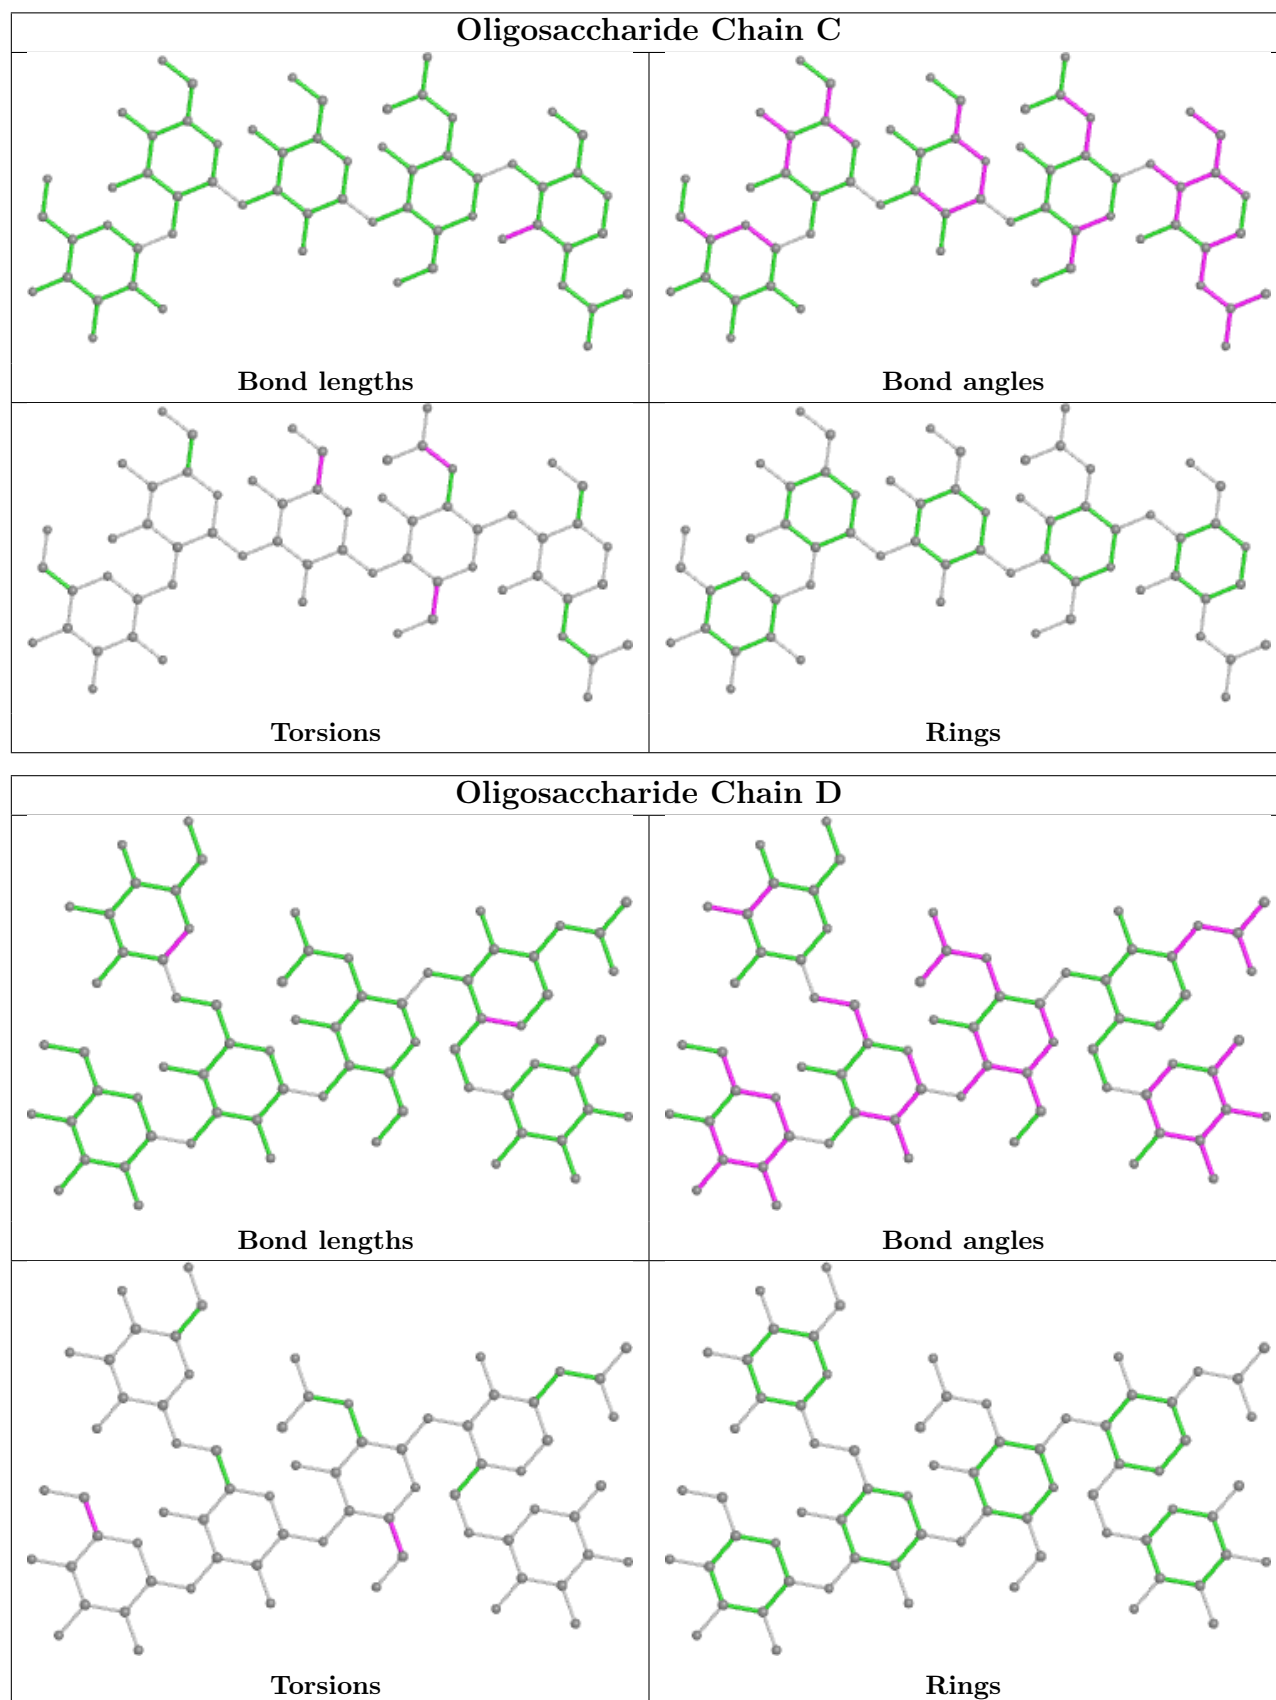 Oligosaccharide Chain C
Bond lengths
Bond angles
Torsions
Rings
Oligosaccharide Chain D
Bond lengths
Bond angles
Torsions
Rings